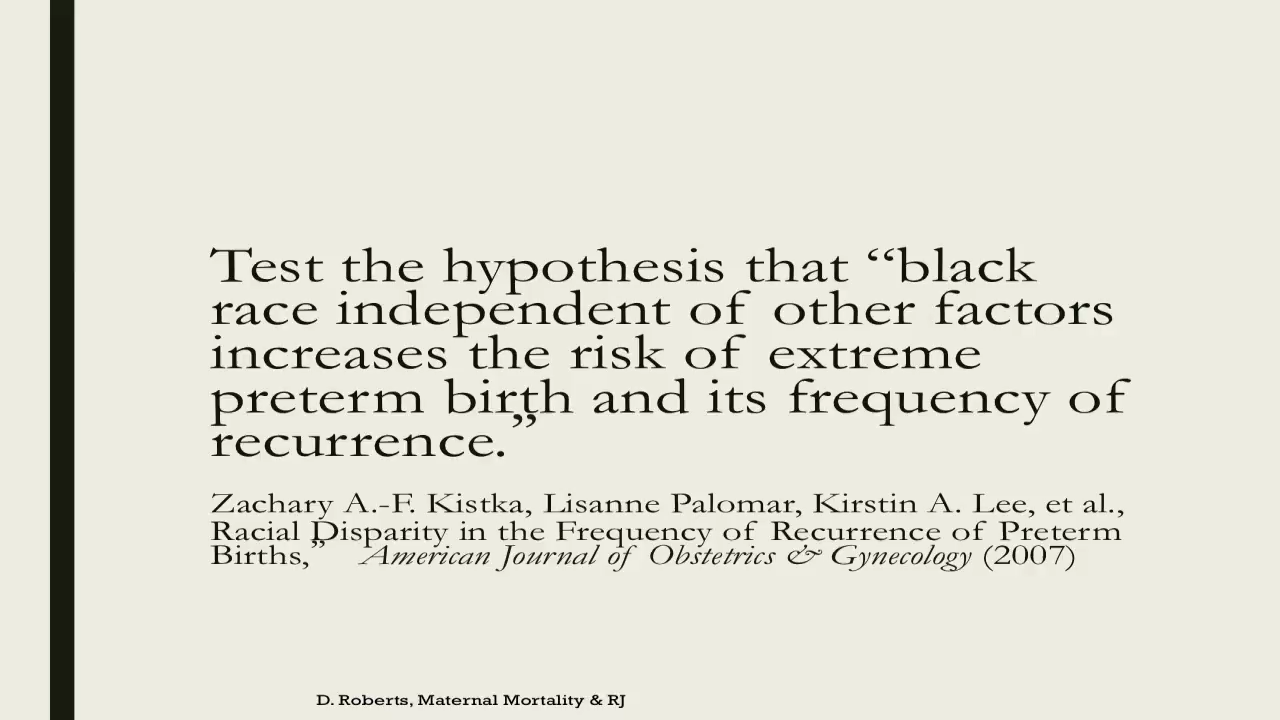 Test the hypothesis that “black
race independent of other factors
increases the risk of extreme
preterm birth and its frequency of
recurrence.”
Zachary A.-F. Kistka, Lisanne Palomar, Kirstin A. Lee, et al.,
Racial Disparity in the Frequency of Recurrence of Preterm
Births,” American Journal of Obstetrics & Gynecology (2007)
D. Roberts, Maternal Mortality & RJ